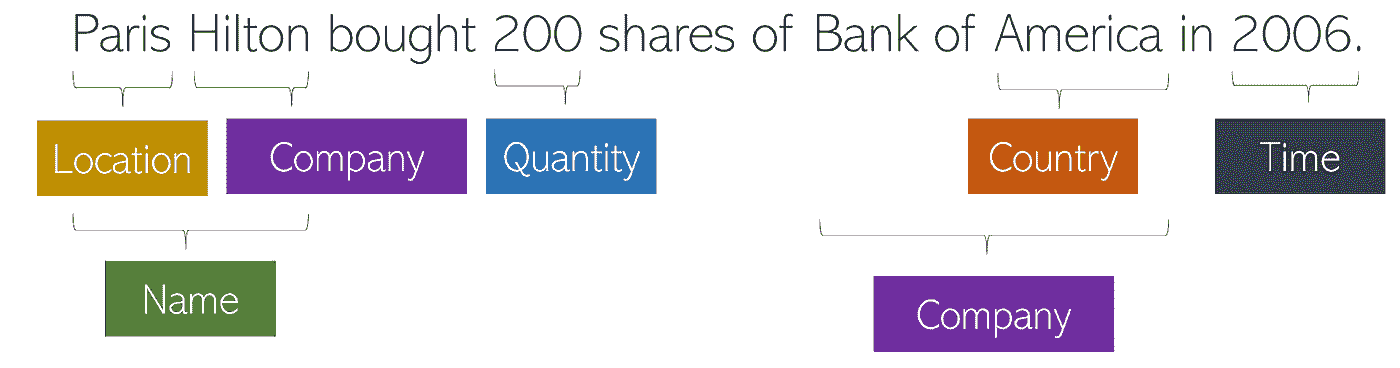 Paris Hilton bought 200 shares of Bank of America in 2006.
Location Company Quantity Country Time
Name
Company